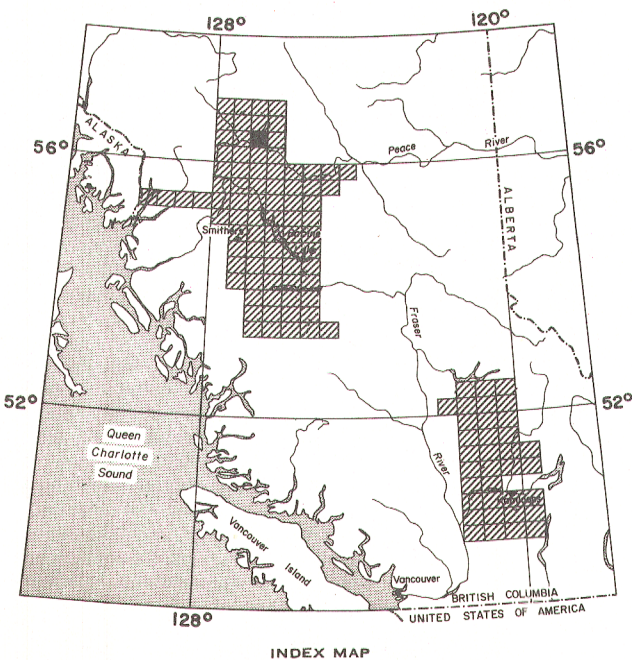 128°
120°
ALASKA
56°
Peace River
56°
ALBERTA
Smithers
Fraser
52°
52°
Queen
Charlotte
Sound
River
Kamloops
Vancouver
Island
Vancouver
BRITISH COLUMBIA
UNITED STATES OF AMERICA
128°
INDEX MAP